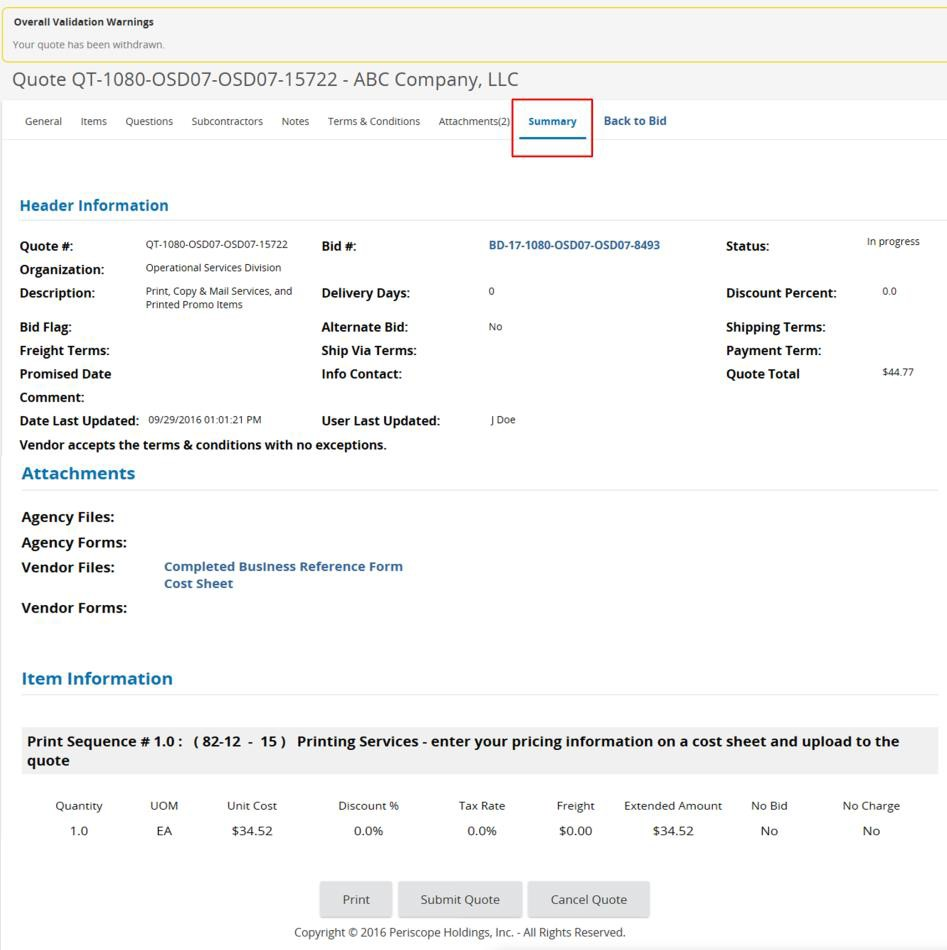 Overall Validation Warnings
Your quote has been withdrawn.
Quote QT-1080-OSD07-OSD07-15722 - ABC Company, LLC
General Items Questions Subcontractors Notes Terms & Conditions Attachments(2) Summary Back to Bid
Header Information
Quote #: QT-1080-OSD07-OSD07-15722 Bid #: BD-17-1080-OSD07-OSD07-8493 Status: In progress
Organization: Operational Services Division
Description: Print, Copy & Mail Services, and Delivery Days: 0 Discount Percent: 0.0
Printed Promo Items
Bid Flag: Alternate Bid: No Shipping Terms:
Freight Terms: Ship Via Terms: Payment Term:
Promised Date Info Contact: Quote Total $44.77
Comment:
Date Last Updated: 09/29/2016 01:01:21 PM User Last Updated: J Doe
Vendor accepts the terms & conditions with no exceptions.
Attachments
Agency Files:
Agency Forms:
Vendor Files: Completed Business Reference Form
Cost Sheet
Vendor Forms:
Item Information
Print Sequence # 1.0 : ( 82-12 - 15 ) Printing Services - enter your pricing information on a cost sheet and upload to the
quote
Quantity UOM Unit Cost Discount % Tax Rate Freight Extended Amount No Bid No Charge
1.0 EA $34.52 0.0% 0.0% $0.00 $34.52 No No
Print Submit Quote Cancel Quote
Copyright © 2016 Periscope Holdings, Inc. - All Rights Reserved.